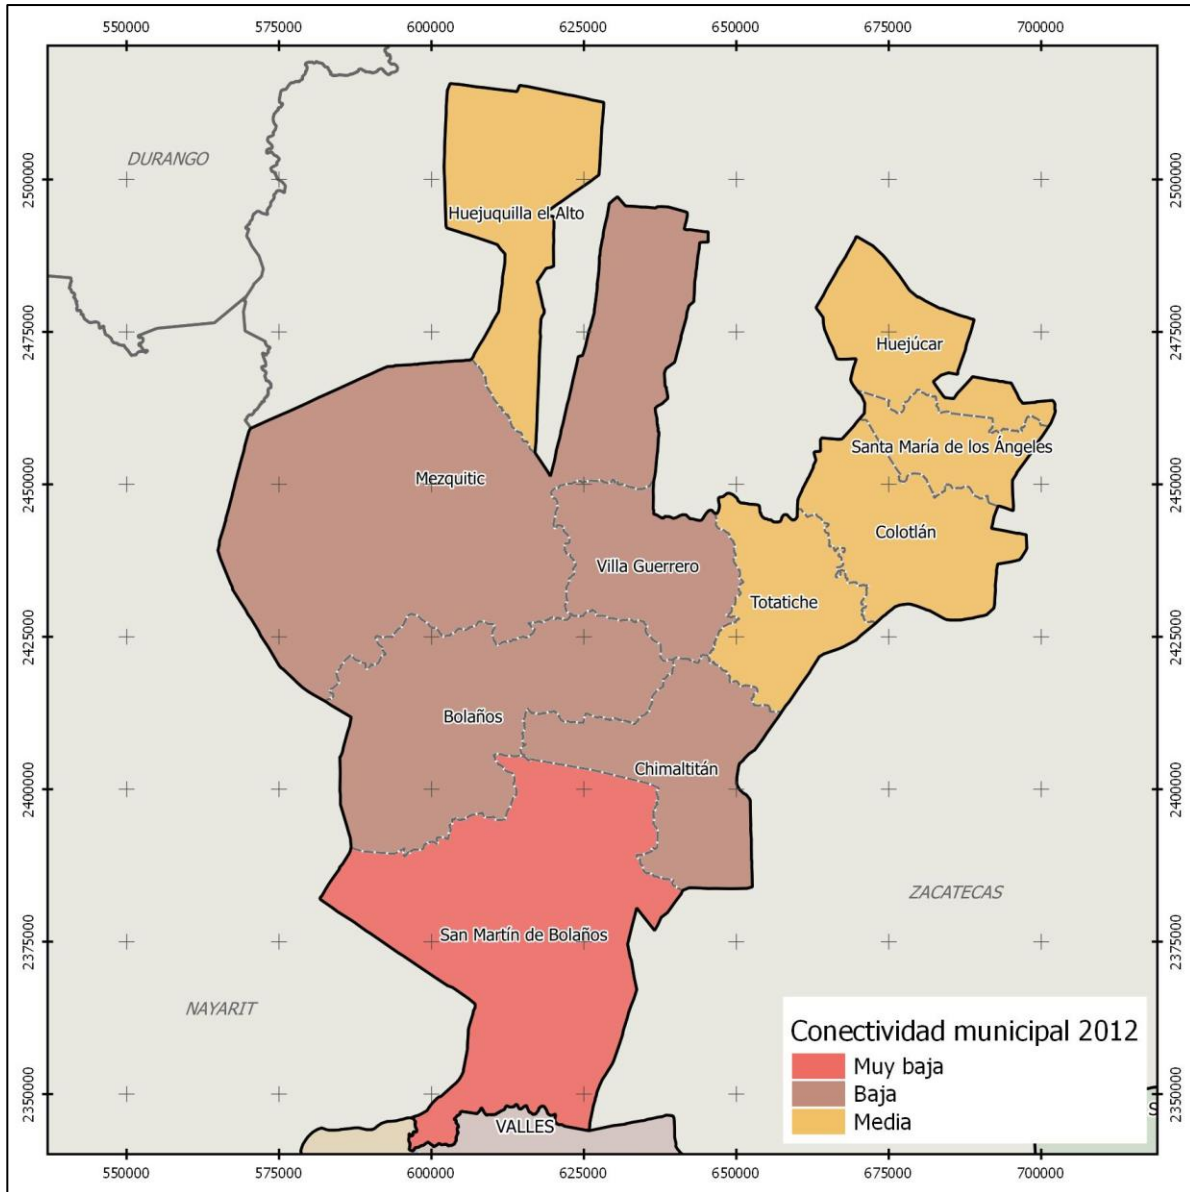 550000 575000 600000 625000 650000 675000 700000
DURANGO
2500000 2500000
Huejuquilla el Alto
2475000 2475000
Huejúcar
Santa María de los Ángeles
Mezquitic
2450000 2450000
Colotlán
Villa Guerrero
Totatiche
2425000 2425000
Bolaños
Chimaltitán
2400000 2400000
ZACATECAS
San Martín de Bolaños
2375000 2375000
NAYARIT
Conectividad municipal 2012
Muy baja
Baja
Media
2350000 2350000
S
VALLES
550000 575000 600000 625000 650000 675000 700000